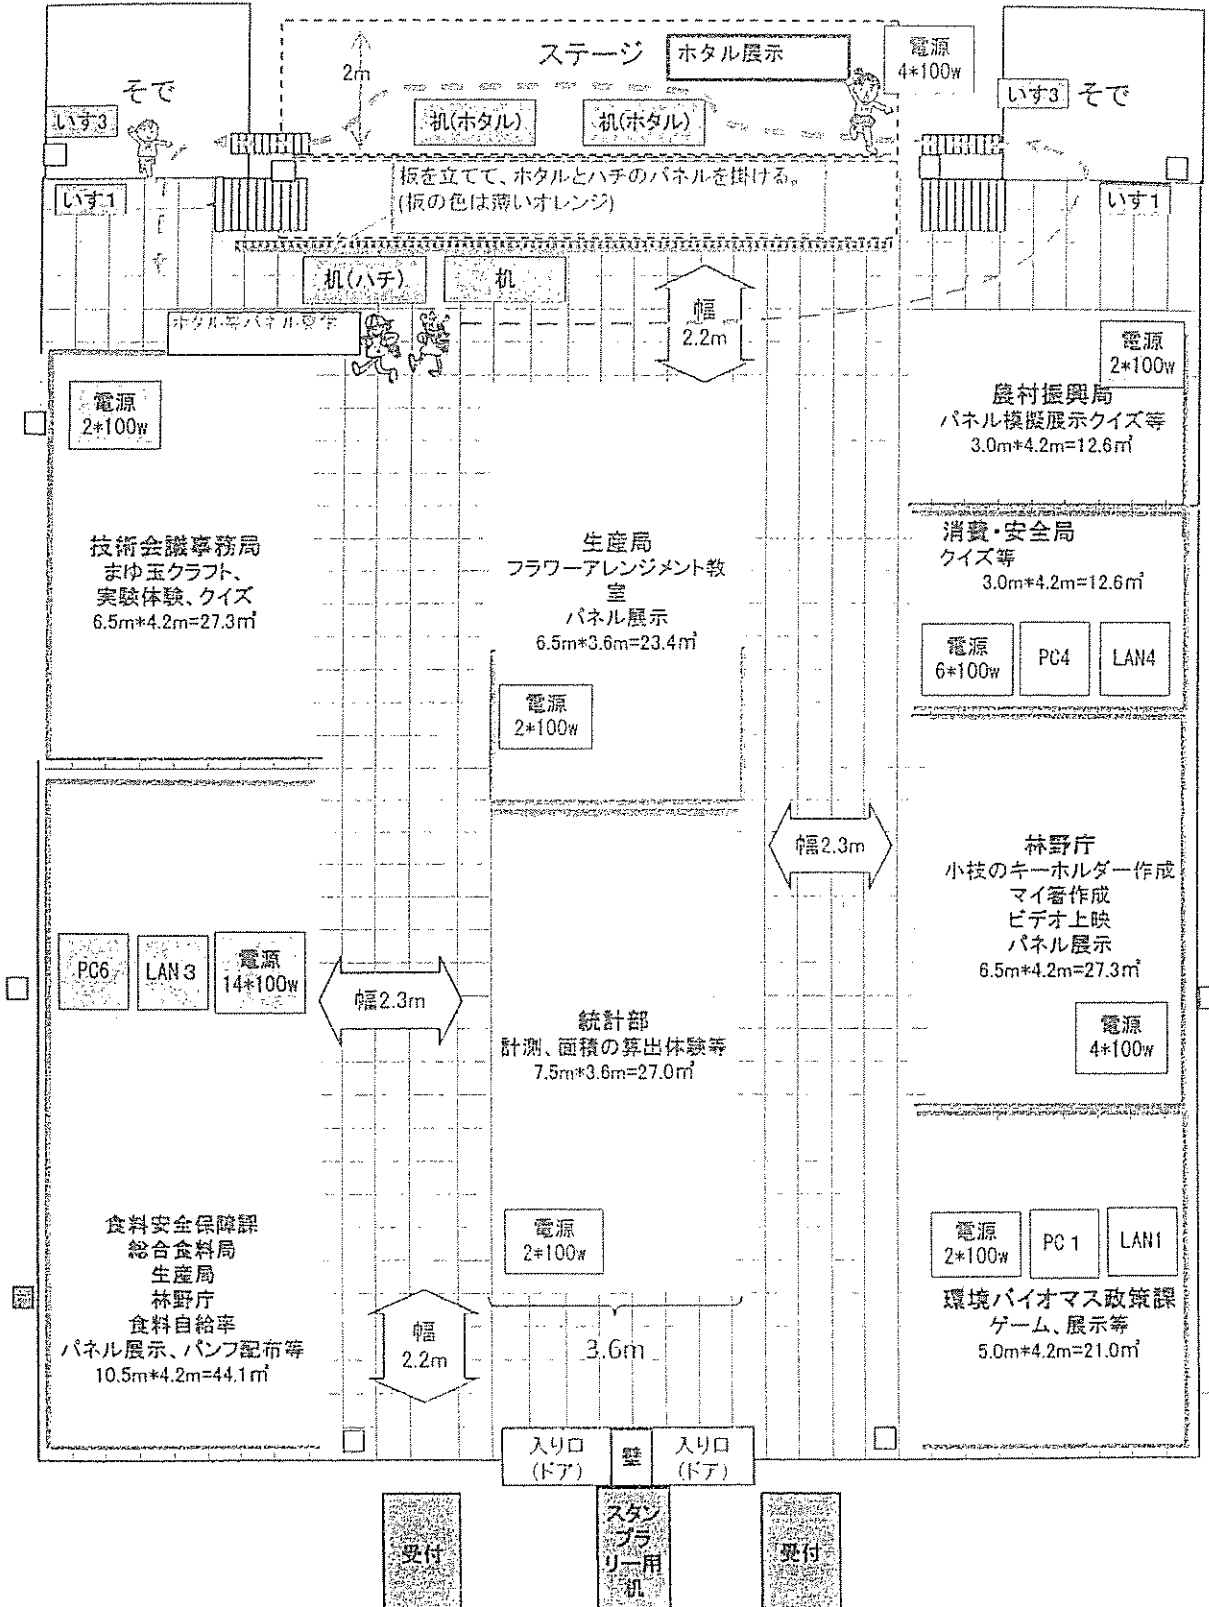 ステージ
ホタル展示
電源
4*100w
2m
そで
いす3
机(ホタル)
机(ホタル)
いす3
そで
板を立てて、ホタルとハチのパネルを掛ける。
(板の色は薄いオレンジ)
いす1
いす1
机(ハチ)
机
幅
2.2m
電源
2*100w
電源
2*100w
農村振興局
パネル模擬展示クイズ等
3.0m*4.2m=12.6㎡
技術会議事務局
まゆ玉クラフト、
実験体験、クイズ
6.5m*4.2m=27.3㎡
生産局
フラワーアレンジメント教
室
パネル展示
6.5m*3.6m=23.4㎡
電源
2*100w
消費・安全局
クイズ等
3.0m*4.2m=12.6㎡
電源
6*100w
PC4
LAN4
幅2.3m
林野庁
小枝のキーホルダー作成
マイ箸作成
ビデオ上映
パネル展示
6.5m*4.2m=27.3㎡
電源
4*100w
PC6
LAN3
電源
14*100w
幅2.3m
統計部
計測、面積の算出体験等
7.5m*3.6m=27.0㎡
電源
2*100w
電源
2*100w
PC1
LAN1
環境バイオマス政策課
ゲーム、展示等
5.0m*4.2m=21.0㎡
食料安全保障課
総合食料局
生産局
林野庁
食料自給率
パネル展示、パンフ配布等
10.5m*4.2m=44.1㎡
幅
2.2m
3.6m
入り口
(ドア)
壁
入り口
(ドア)
受付
スタン
プラ
リー用
机
受付